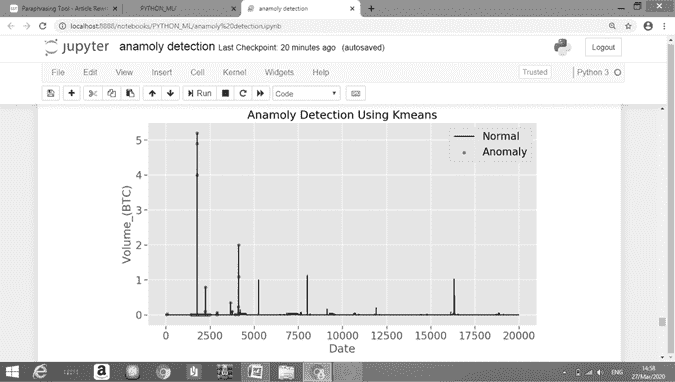 Paraphrasing Tool - Article Rewri
PYTHON_ML/
anamoly detection
localhost:8888/notebooks/PYTHON_ML/anamoly%20detection.ipynb
jupyter anamoly detection Last Checkpoint: 20 minutes ago (autosaved)
Logout
File Edit View Insert Cell Kernel Widgets Help
Trusted
Python 3
Run
Code
Anamoly Detection Using Kmeans
Normal
Anomaly
Volume_(BTC)
5
4
3
2
1
0
0 2500 5000 7500 10000 12500 15000 17500 20000
Date
ENG
14:58
27/Mar/2020